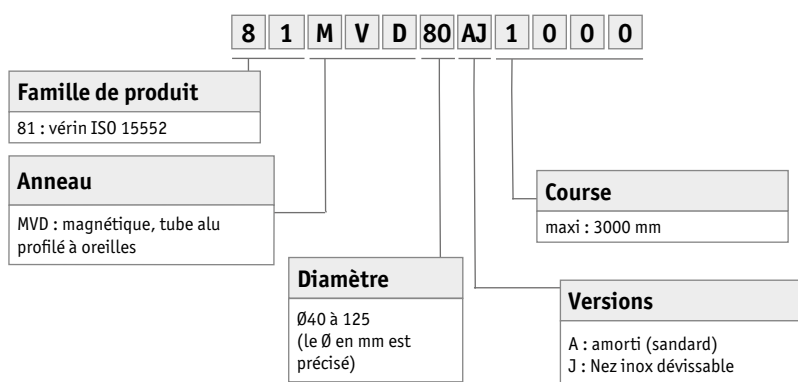 8 1 M V D 80 AJ 1 0 0 0
Famille de produit
81 : vérin ISO 15552
Anneau
MVD : magnétique, tube alu
profilé à oreilles
Course
maxi : 3000 mm
Diamètre
Ø40 à 125
(le Ø en mm est
précisé)
Versions
A : amorti (sandard)
J : Nez inox dévissable